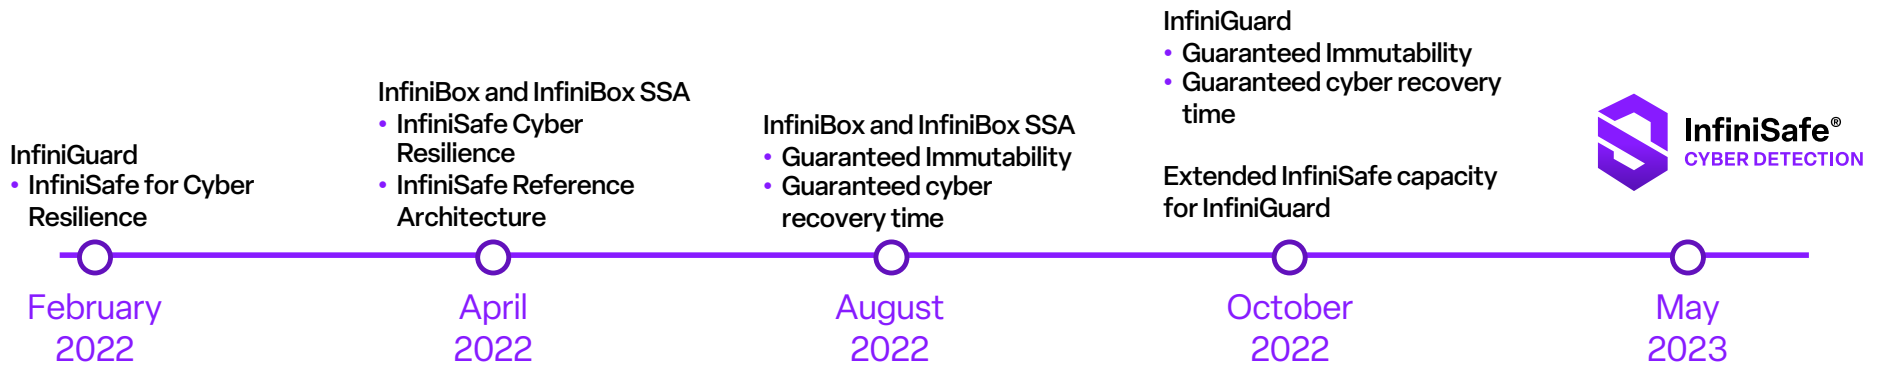 InfiniGuard
• InfiniSafe for Cyber
Resilience
February
2022
InfiniBox and InfiniBox SSA
• InfiniSafe Cyber
Resilience
• InfiniSafe Reference
Architecture
April
2022
InfiniBox and InfiniBox SSA
• Guaranteed Immutability
• Guaranteed cyber
recovery time
August
2022
InfiniGuard
• Guaranteed Immutability
• Guaranteed cyber recovery
time
Extended InfiniSafe capacity
for InfiniGuard
October
2022
InfiniSafe®
CYBER DETECTION
May
2023